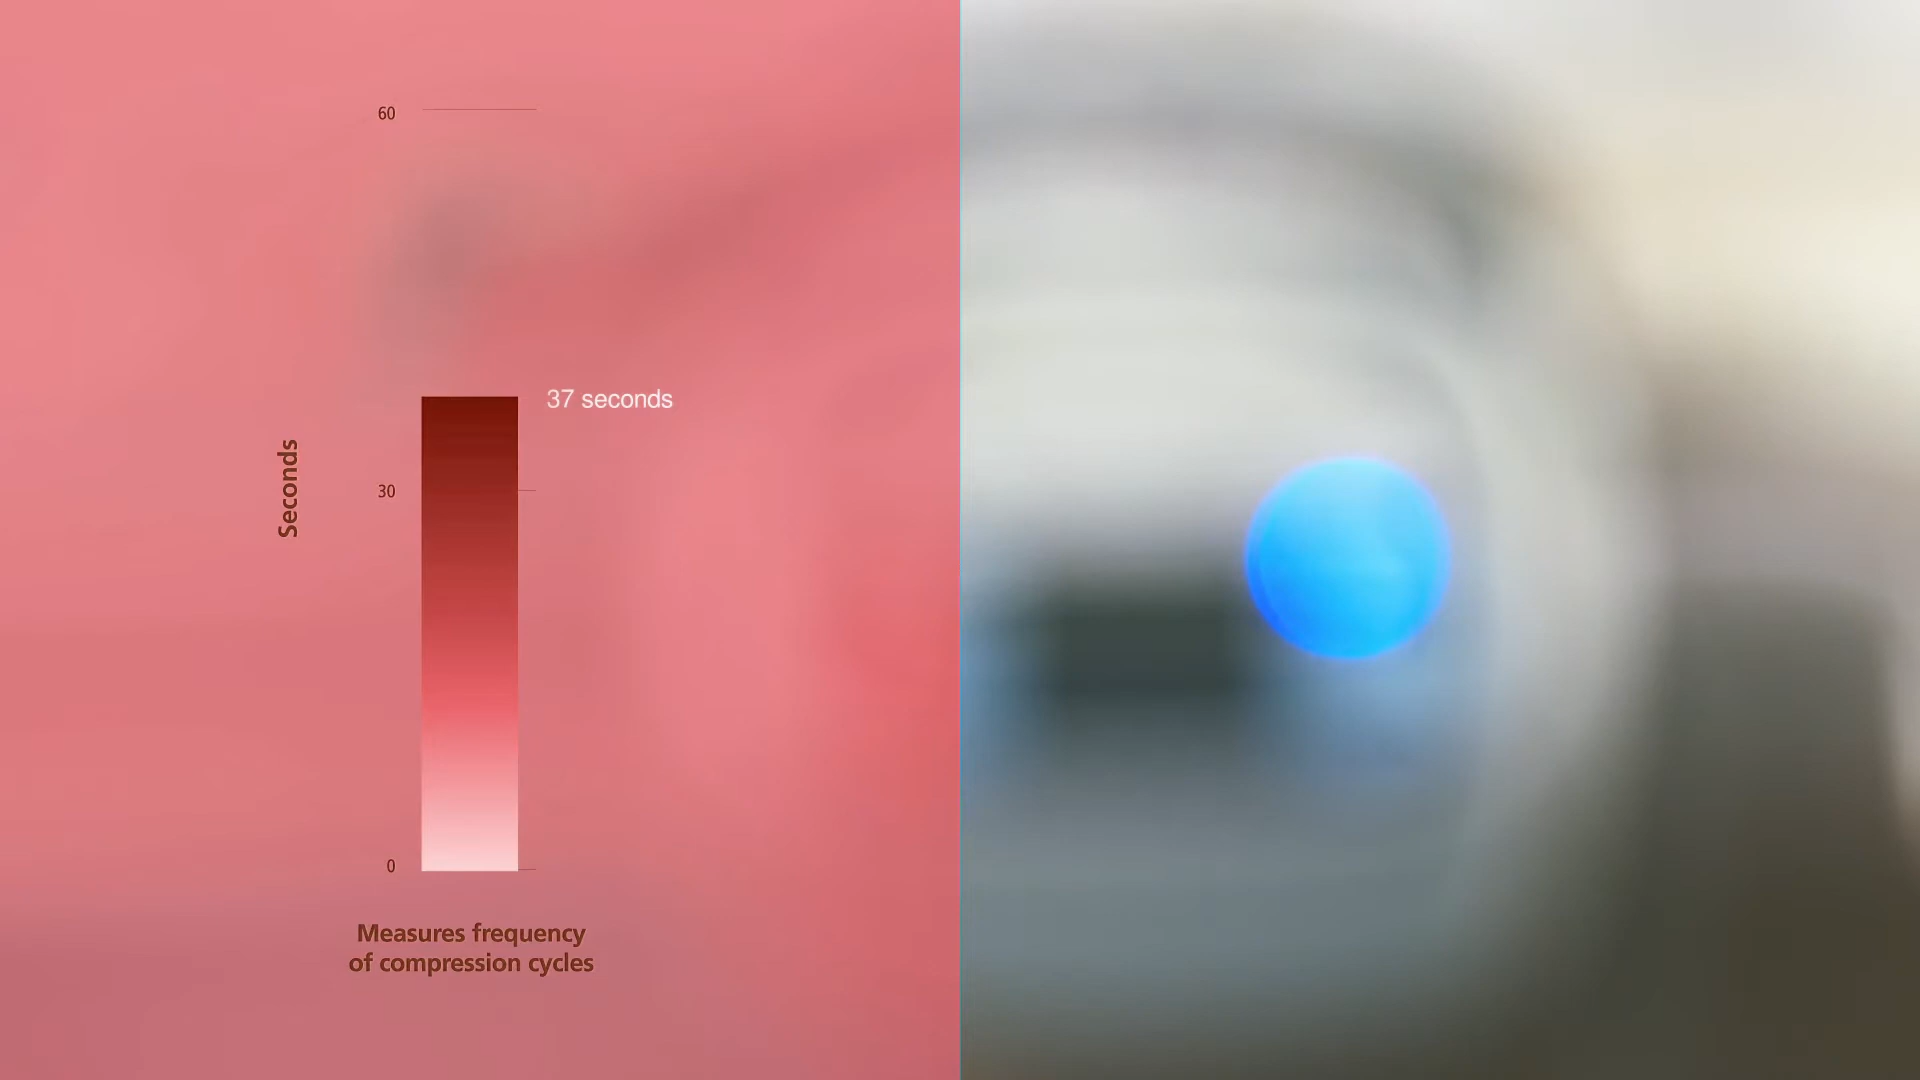 60
37 seconds
Seconds
30
0
Measures frequency
of compression cycles